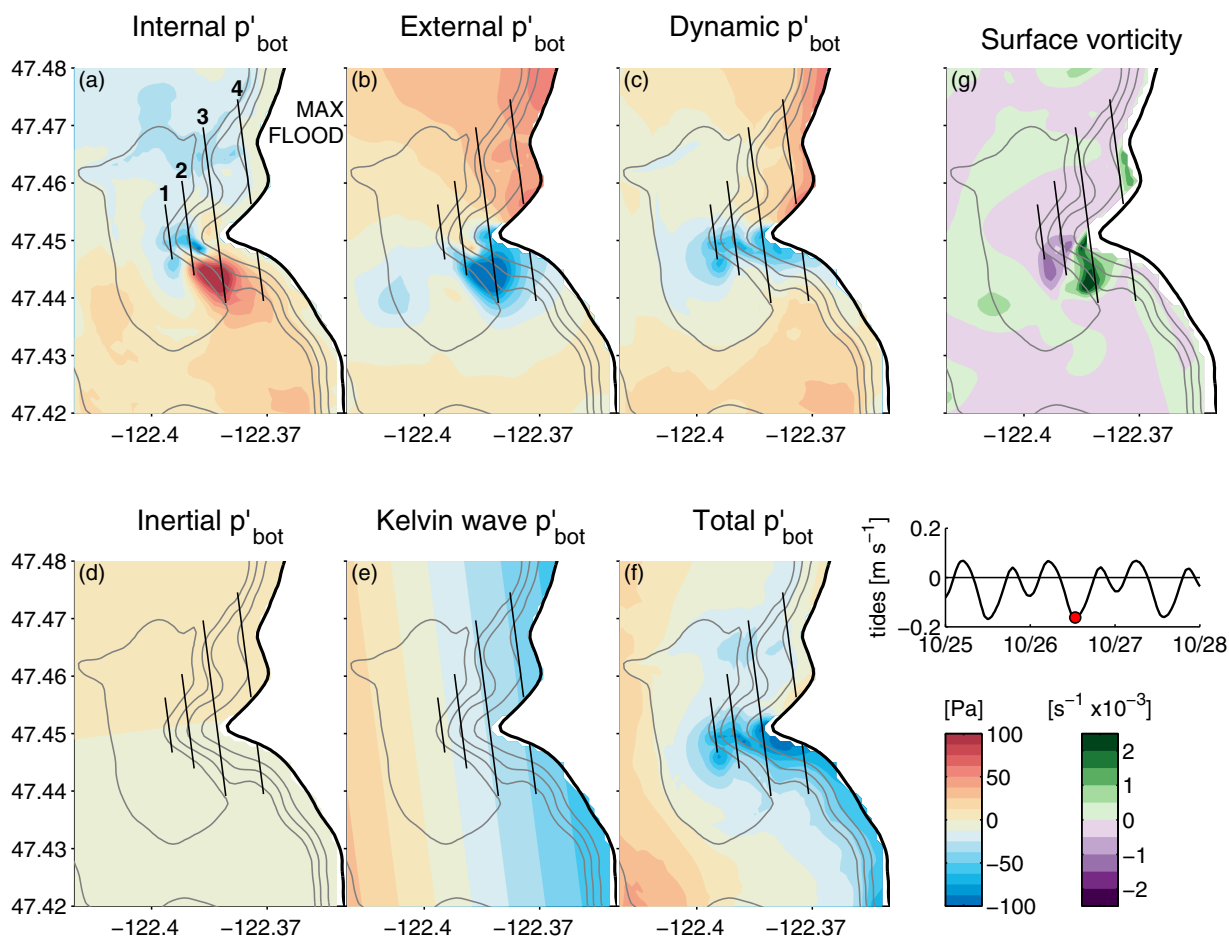 Internal p'bot
External p'bot
Dynamic p'bot
Surface vorticity
47.48
47.47
47.46
47.45
47.44
47.43
47.42
(a)
1
2
3
4
MAX
FLOOD
(b)
(c)
(g)
−122.4
−122.37
−122.4
−122.37
−122.4
−122.37
−122.4
−122.37
Inertial p'bot
Kelvin wave p'bot
Total p'bot
47.48
47.47
47.46
47.45
47.44
47.43
47.42
(d)
(e)
(f)
−122.4
−122.37
−122.4
−122.37
−122.4
−122.37
tides [m s−1]
0.2
0
−0.2
10/25
10/26
10/27
10/28
[Pa]
100
50
0
−50
−100
[s−1 x10−3]
2
1
0
−1
−2